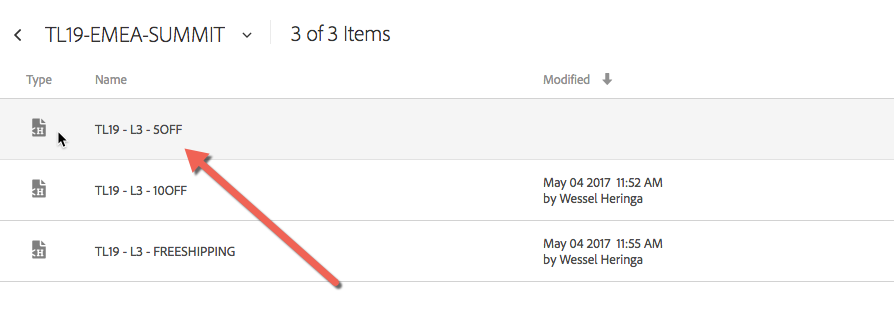 TL19-EMEA-SUMMIT 3 of 3 Items
Type Name Modified
TL19 - L3 - 5OFF
TL19 - L3 - 10OFF May 04 2017 11:52 AM
by Wessel Heringa
TL19 - L3 - FREESHIPPING May 04 2017 11:55 AM
by Wessel Heringa